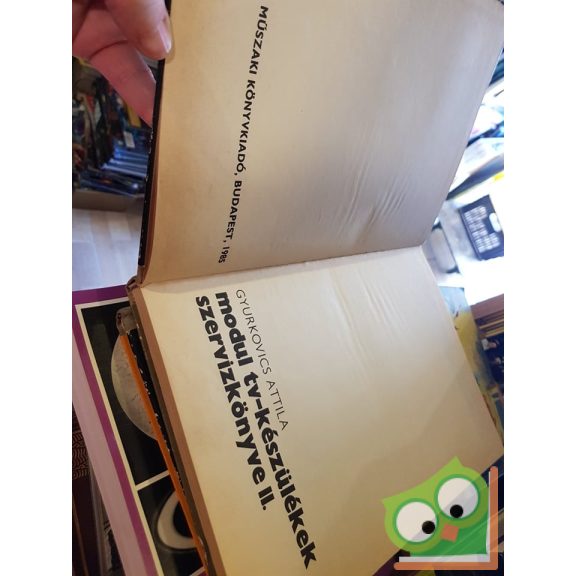 MŰSZAKI KÖNYVKIADÓ, BUDAPEST, 1985
GYURKOVICS ATTILA
modul tv-készülékek
szervizkönyve II.